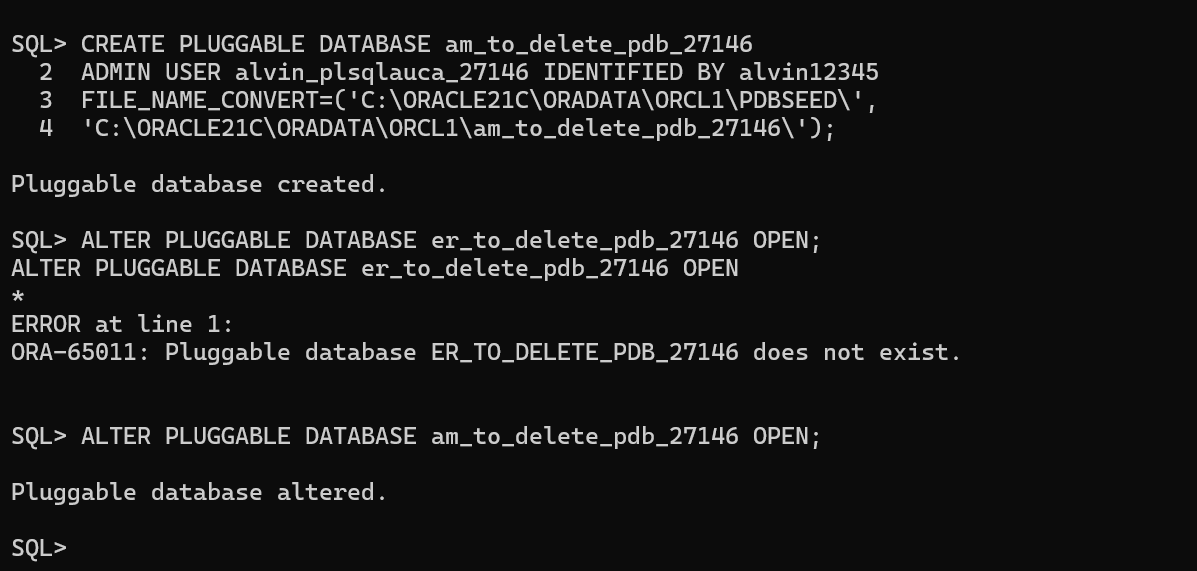 SQL> CREATE PLUGGABLE DATABASE am_to_delete_pdb_27146
  2  ADMIN USER alvin_plsqlauca_27146 IDENTIFIED BY alvin12345
  3  FILE_NAME_CONVERT=('C:\ORACLE21C\ORADATA\ORCL1\PDBSEED\',
  4  'C:\ORACLE21C\ORADATA\ORCL1\am_to_delete_pdb_27146\');
Pluggable database created.
SQL> ALTER PLUGGABLE DATABASE er_to_delete_pdb_27146 OPEN;
ALTER PLUGGABLE DATABASE er_to_delete_pdb_27146 OPEN
*
ERROR at line 1:
ORA-65011: Pluggable database ER_TO_DELETE_PDB_27146 does not exist.
SQL> ALTER PLUGGABLE DATABASE am_to_delete_pdb_27146 OPEN;
Pluggable database altered.
SQL>